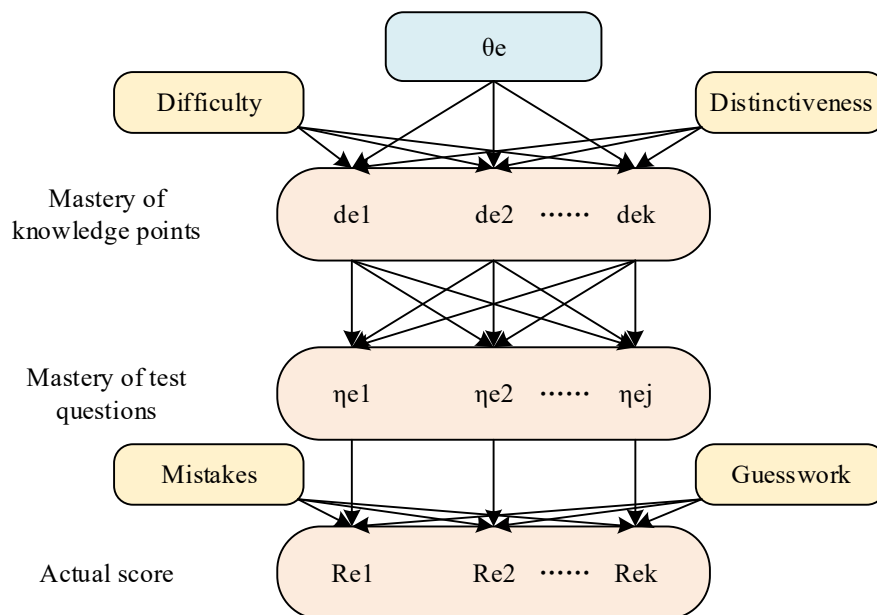 θe
Difficulty
Distinctiveness
Mastery of
knowledge points
de1 de2 ⋯⋯ dek
Mastery of test
questions
ηe1 ηe2 ⋯⋯ ηej
Mistakes
Guesswork
Actual score
Re1 Re2 ⋯⋯ Rek